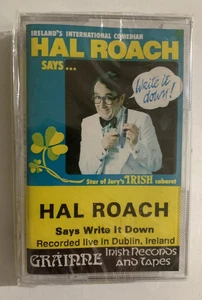 IRELAND'S INTERNATIONAL COMEDIAN
HAL ROACH
SAYS...
Write it
down!
Star of Jury's IRISH cabaret
HAL ROACH
Says Write It Down
Recorded live in Dublin, Ireland
GRÁINNE Irish Records
and Tapes